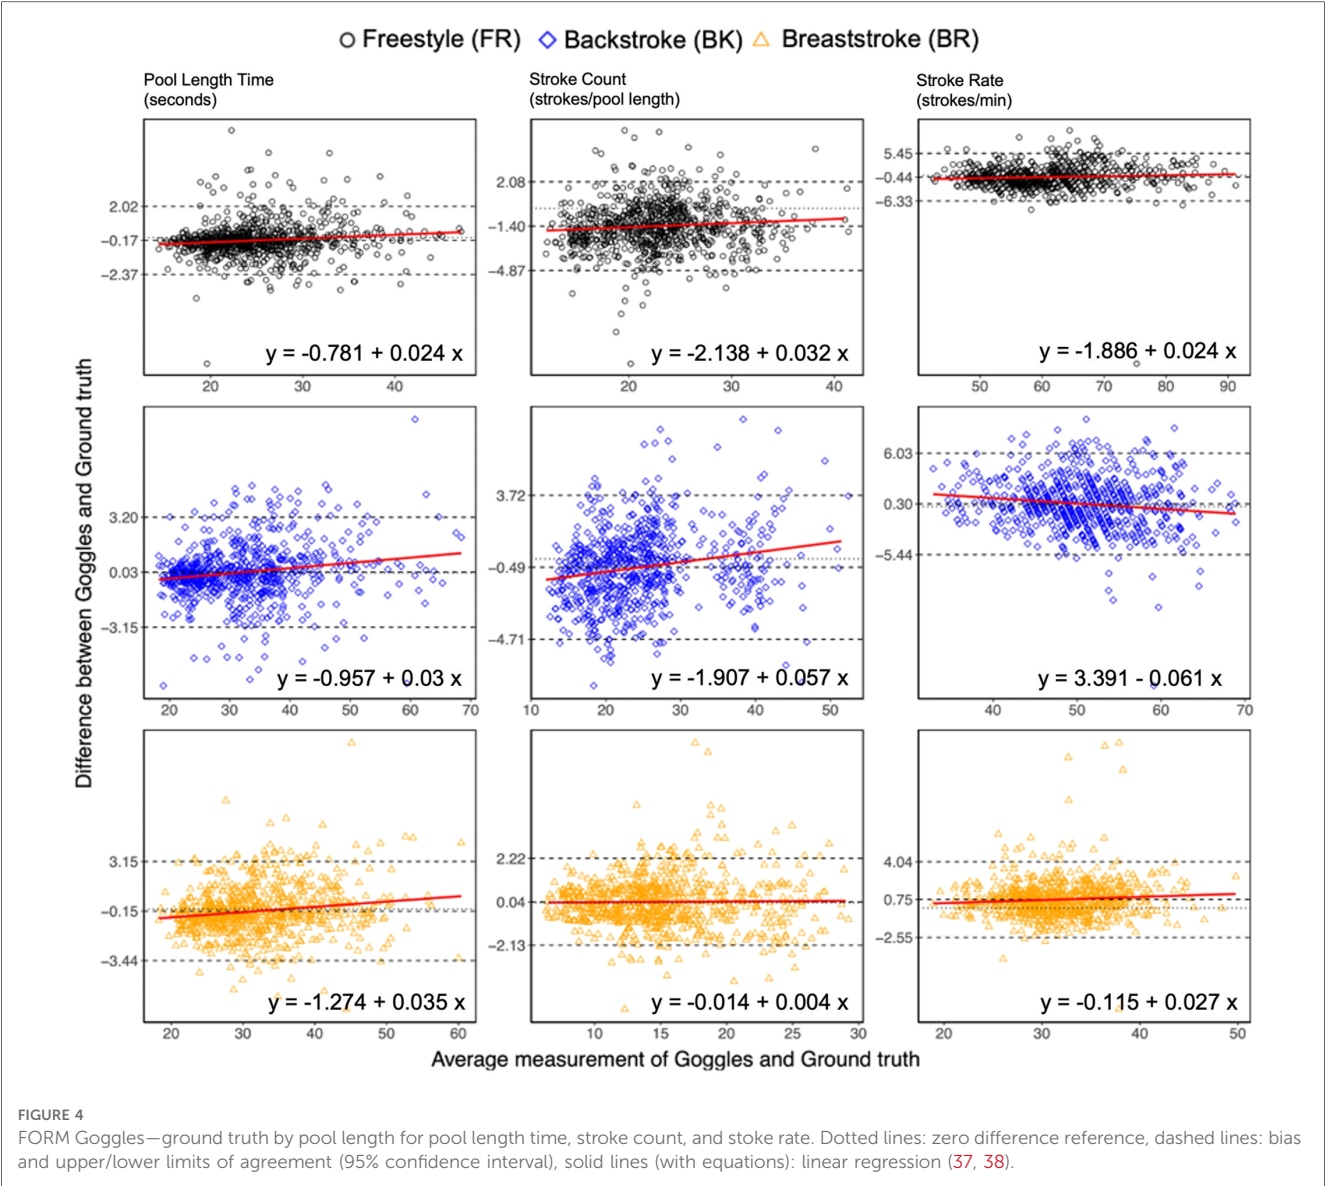 Freestyle (FR) Backstroke (BK) Breaststroke (BR)
Pool Length Time
(seconds)
Stroke Count
(strokes/pool length)
Stroke Rate
(strokes/min)
2.02
−0.17
−2.37
y = -0.781 + 0.024 x
20 30 40
2.08
−1.40
−4.87
y = -2.138 + 0.032 x
20 30 40
5.45
−0.44
−6.33
y = -1.886 + 0.024 x
50 60 70 80 90
Difference between Goggles and Ground truth
3.20
0.03
−3.15
y = -0.957 + 0.03 x
20 30 40 50 60 70
3.72
−0.49
−4.71
y = -1.907 + 0.057 x
10 20 30 40 50
6.03
0.30
−5.44
y = 3.391 - 0.061 x
40 50 60 70
3.15
−0.15
−3.44
y = -1.274 + 0.035 x
20 30 40 50 60
2.22
0.04
−2.13
y = -0.014 + 0.004 x
10 15 20 25 30
4.04
0.75
−2.55
y = -0.115 + 0.027 x
20 30 40 50
Average measurement of Goggles and Ground truth
FIGURE 4
FORM Goggles—ground truth by pool length for pool length time, stroke count, and stoke rate. Dotted lines: zero difference reference, dashed lines: bias
and upper/lower limits of agreement (95% confidence interval), solid lines (with equations): linear regression (37, 38).